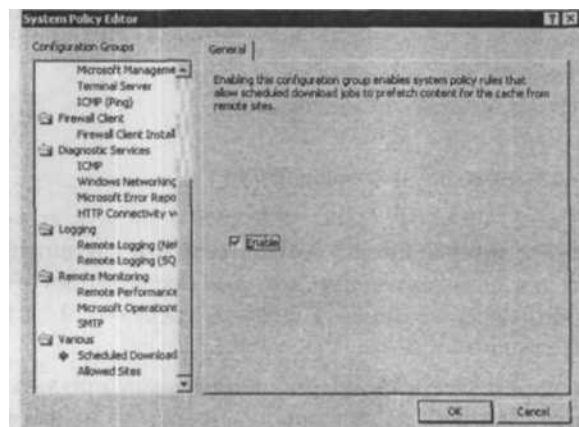 System Policy Editor
Configuration Groups
Microsoft Manageme
Terminal Server
ICMP (Ping)
Firewall Client
Firewall Client Install
Diagnostic Services
ICMP
Windows Networking
Microsoft Error Repo
HTTP Connectivity v
Logging
Remote Logging (Net
Remote Logging (SQ
Remote Monitoring
Remote Performance
Microsoft Operations
SMTP
Various
Scheduled Download
Allowed Sites
General
Enabling this configuration group enables system policy rules that
allow scheduled download jobs to prefetch content for the cache from
remote sites.
Enable
OK
Cancel